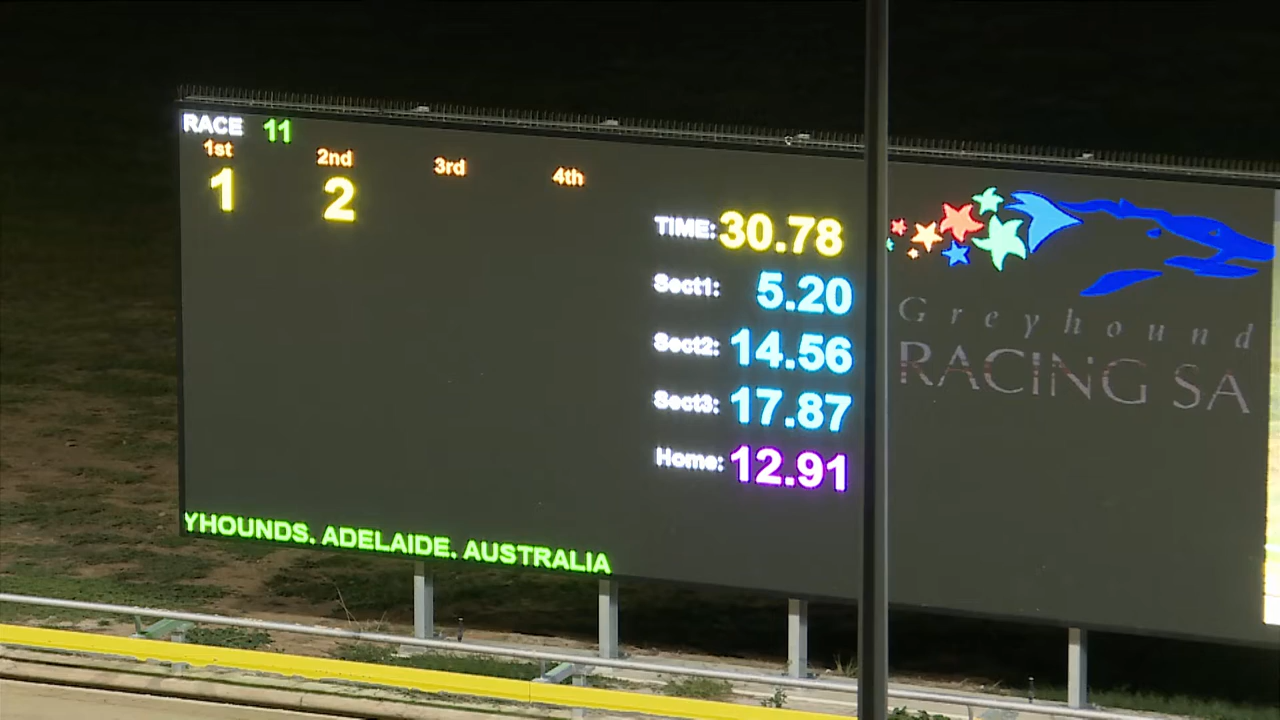 RACE 11
1st 2nd 3rd 4th
1 2
TIME: 30.78
Sect1: 5.20
Sect2: 14.56
Sect3: 17.87
Home: 12.91
Greyhound
RACING SA
YHOUNDS. ADELAIDE. AUSTRALIA